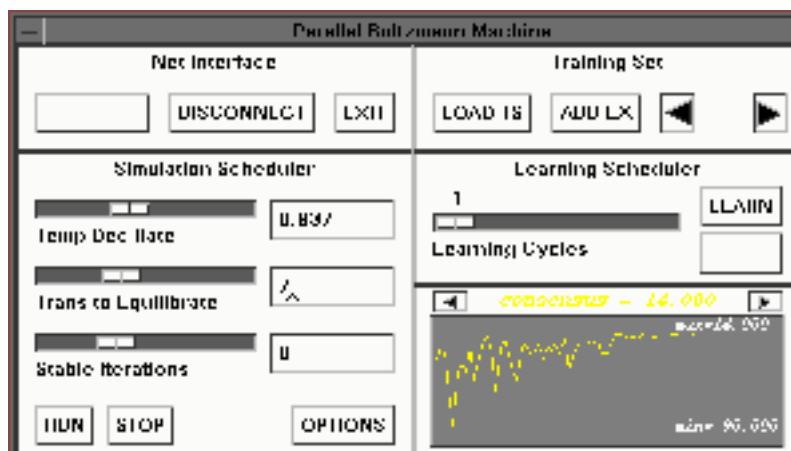 Parallel Boltzmann Machine
Net Interface
DISCONNECT EXIT
Training Set
LOAD TS ADD EX
Simulation Scheduler
0.837
Temp Dec Rate
Trans to Equilibrate
Stable Iterations
RUN STOP OPTIONS
Learning Scheduler
1
LEARN
Learning Cycles
consensus = 14.000